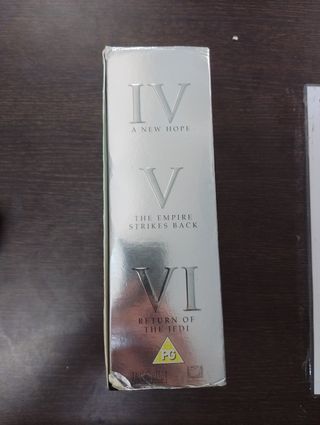 IV
A NEW HOPE
V
THE EMPIRE
STRIKES BACK
VI
RETURN OF
THE JEDI
PG